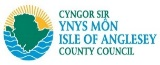 CYNGOR SIR
YNYS MÔN
ISLE OF ANGLESEY
COUNTY COUNCIL